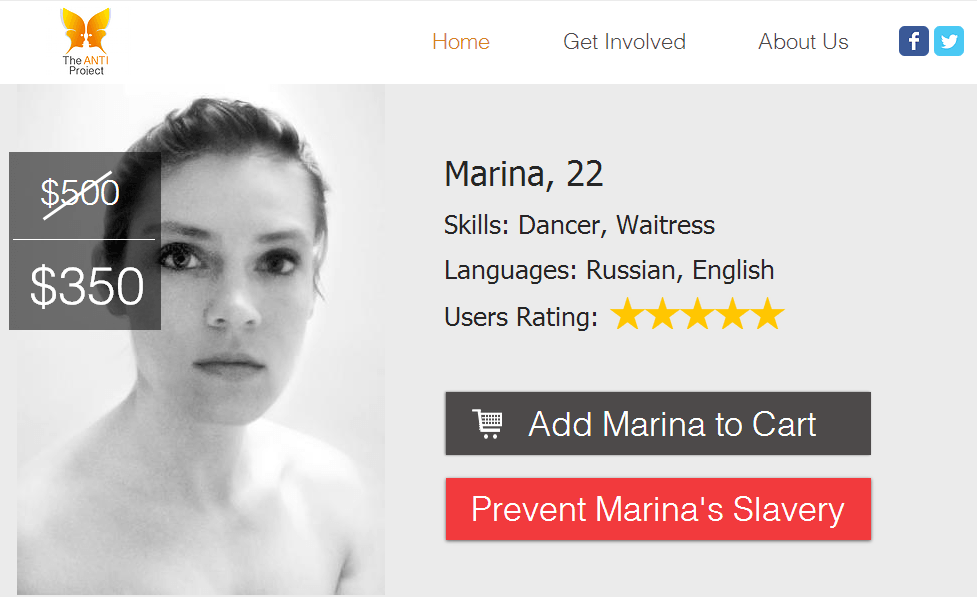 The ANTI
Project
Home
Get Involved
About Us
f
$500
$350
Marina, 22
Skills: Dancer, Waitress
Languages: Russian, English
Users Rating:
Add Marina to Cart
Prevent Marina's Slavery